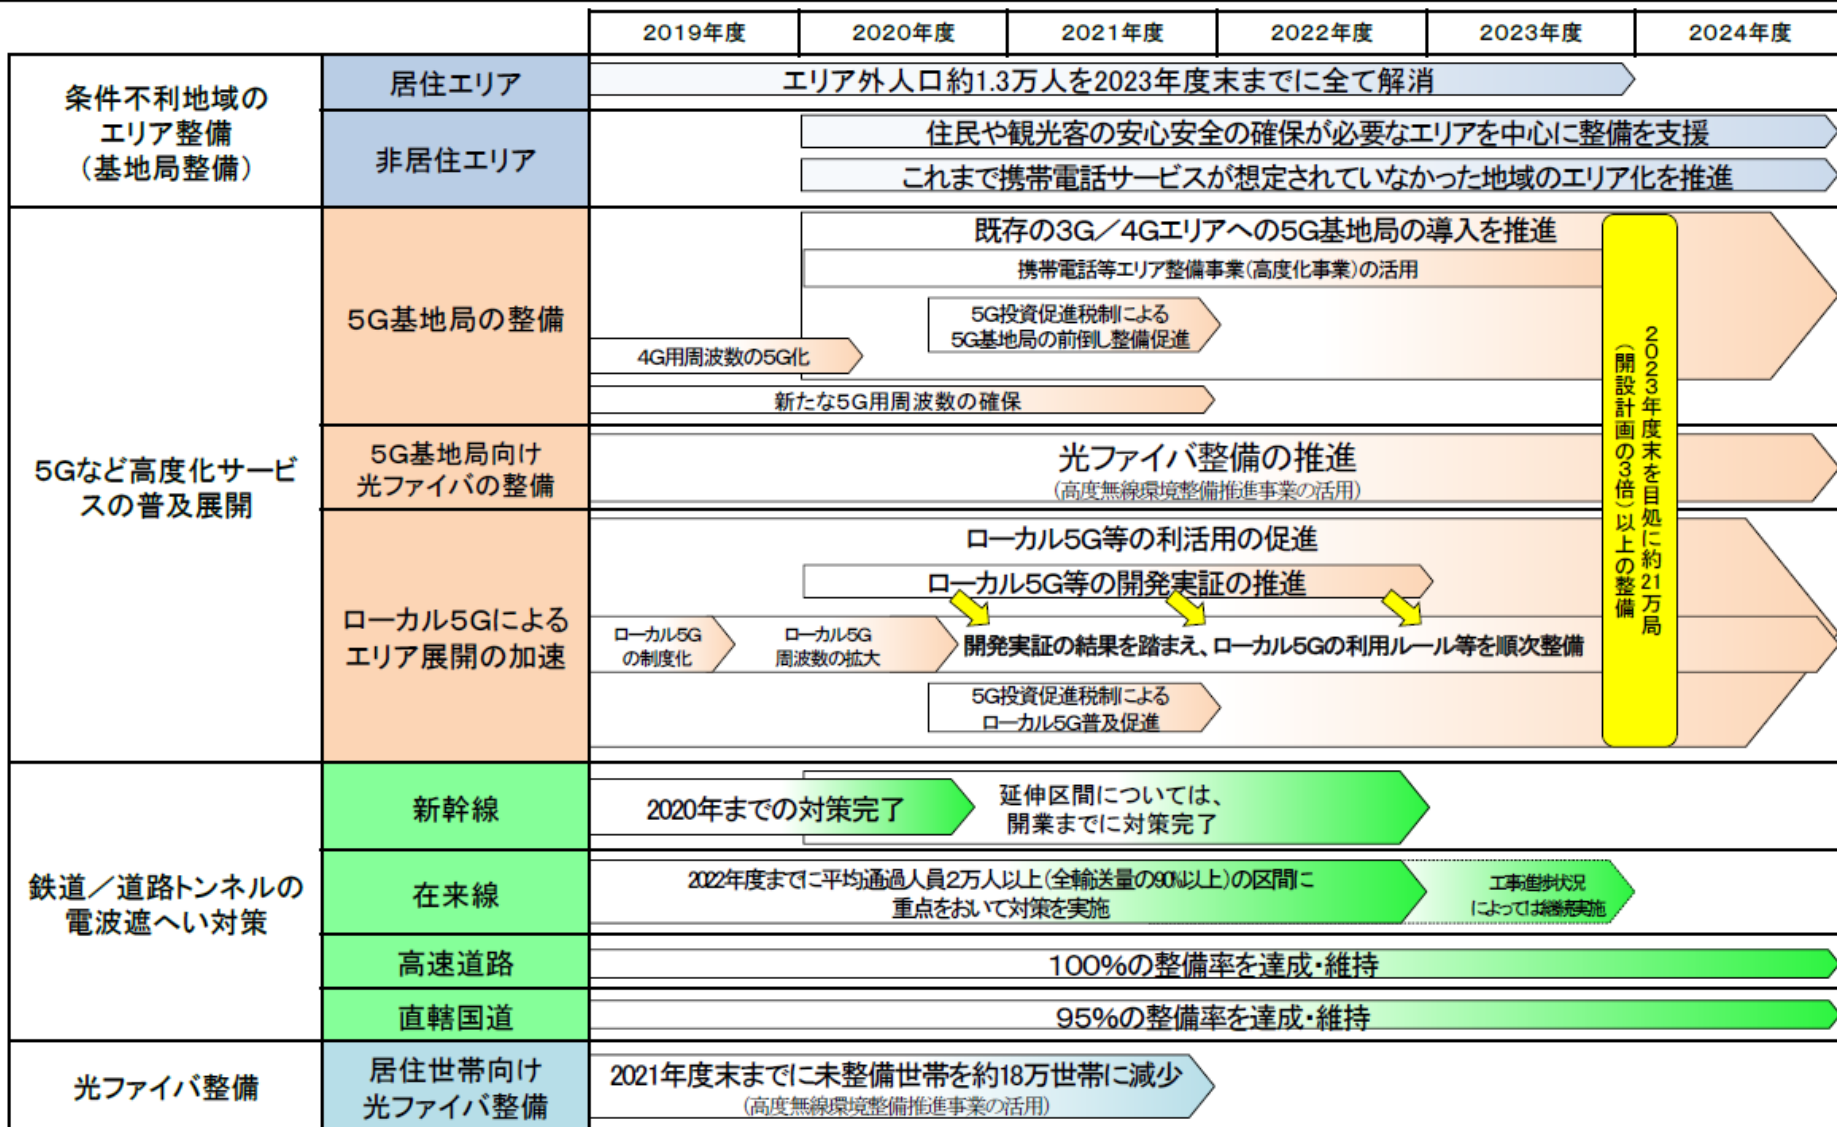 2019年度
2020年度
2021年度
2022年度
2023年度
2024年度
条件不利地域の
エリア整備
（基地局整備）
居住エリア
エリア外人口約1.3万人を2023年度末までに全て解消
非居住エリア
住民や観光客の安心安全の確保が必要なエリアを中心に整備を支援
これまで携帯電話サービスが想定されていなかった地域のエリア化を推進
5Gなど高度化サービ
スの普及展開
5G基地局の整備
既存の3G／4Gエリアへの5G基地局の導入を推進
携帯電話等エリア整備事業(高度化事業)の活用
5G投資促進税制による
5G基地局の前倒し整備促進
4G用周波数の5G化
新たな5G用周波数の確保
2023年度末を目処に約21万局
（開設計画の3倍）以上の整備
5G基地局向け
光ファイバの整備
光ファイバ整備の推進
(高度無線環境整備推進事業の活用)
ローカル5Gによる
エリア展開の加速
ローカル5G等の利活用の促進
ローカル5G等の開発実証の推進
ローカル5G
の制度化
ローカル5G
周波数の拡大
開発実証の結果を踏まえ、ローカル5Gの利用ルール等を順次整備
5G投資促進税制による
ローカル5G普及促進
鉄道／道路トンネルの
電波遮へい対策
新幹線
2020年までの対策完了
延伸区間については、
開業までに対策完了
在来線
2022年度までに平均通過人員2万人以上(全輸送量の90%以上)の区間に
重点をおいて対策を実施
工事進捗状況
によっては継続実施
高速道路
100%の整備率を達成・維持
直轄国道
95%の整備率を達成・維持
光ファイバ整備
居住世帯向け
光ファイバ整備
2021年度末までに未整備世帯を約18万世帯に減少
(高度無線環境整備推進事業の活用)